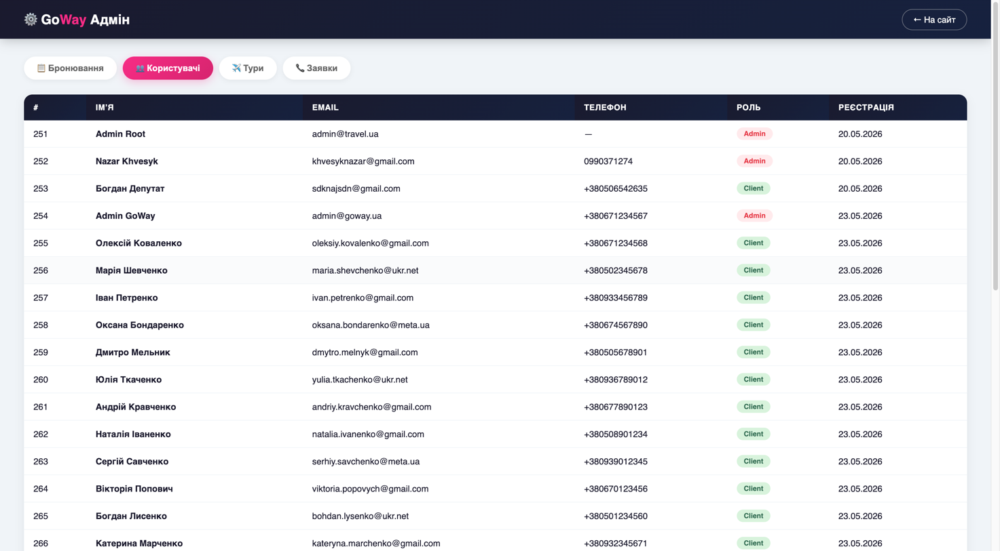 GoWay Адмін
← На сайт
Бронювання Користувачі Тури Заявки
# ІМ'Я EMAIL ТЕЛЕФОН РОЛЬ РЕЄСТРАЦІЯ
251 Admin Root admin@travel.ua — Admin 20.05.2026
252 Nazar Khvesyk khvesyknazar@gmail.com 0990371274 Admin 20.05.2026
253 Богдан Депутат sdknajsdn@gmail.com +380506542635 Client 20.05.2026
254 Admin GoWay admin@goway.ua +380671234567 Admin 23.05.2026
255 Олексій Коваленко oleksiy.kovalenko@gmail.com +380671234568 Client 23.05.2026
256 Марія Шевченко maria.shevchenko@ukr.net +380502345678 Client 23.05.2026
257 Іван Петренко ivan.petrenko@gmail.com +380933456789 Client 23.05.2026
258 Оксана Бондаренко oksana.bondarenko@meta.ua +380674567890 Client 23.05.2026
259 Дмитро Мельник dmytro.melnyk@gmail.com +380505678901 Client 23.05.2026
260 Юлія Ткаченко yulia.tkachenko@ukr.net +380936789012 Client 23.05.2026
261 Андрій Кравченко andriy.kravchenko@gmail.com +380677890123 Client 23.05.2026
262 Наталія Іваненко natalia.ivanenko@gmail.com +380508901234 Client 23.05.2026
263 Сергій Савченко serhiy.savchenko@meta.ua +380939012345 Client 23.05.2026
264 Вікторія Попович viktoria.popovych@gmail.com +380670123456 Client 23.05.2026
265 Богдан Лисенко bohdan.lysenko@ukr.net +380501234560 Client 23.05.2026
266 Катерина Марченко kateryna.marchenko@gmail.com +380932345671 Client 23.05.2026